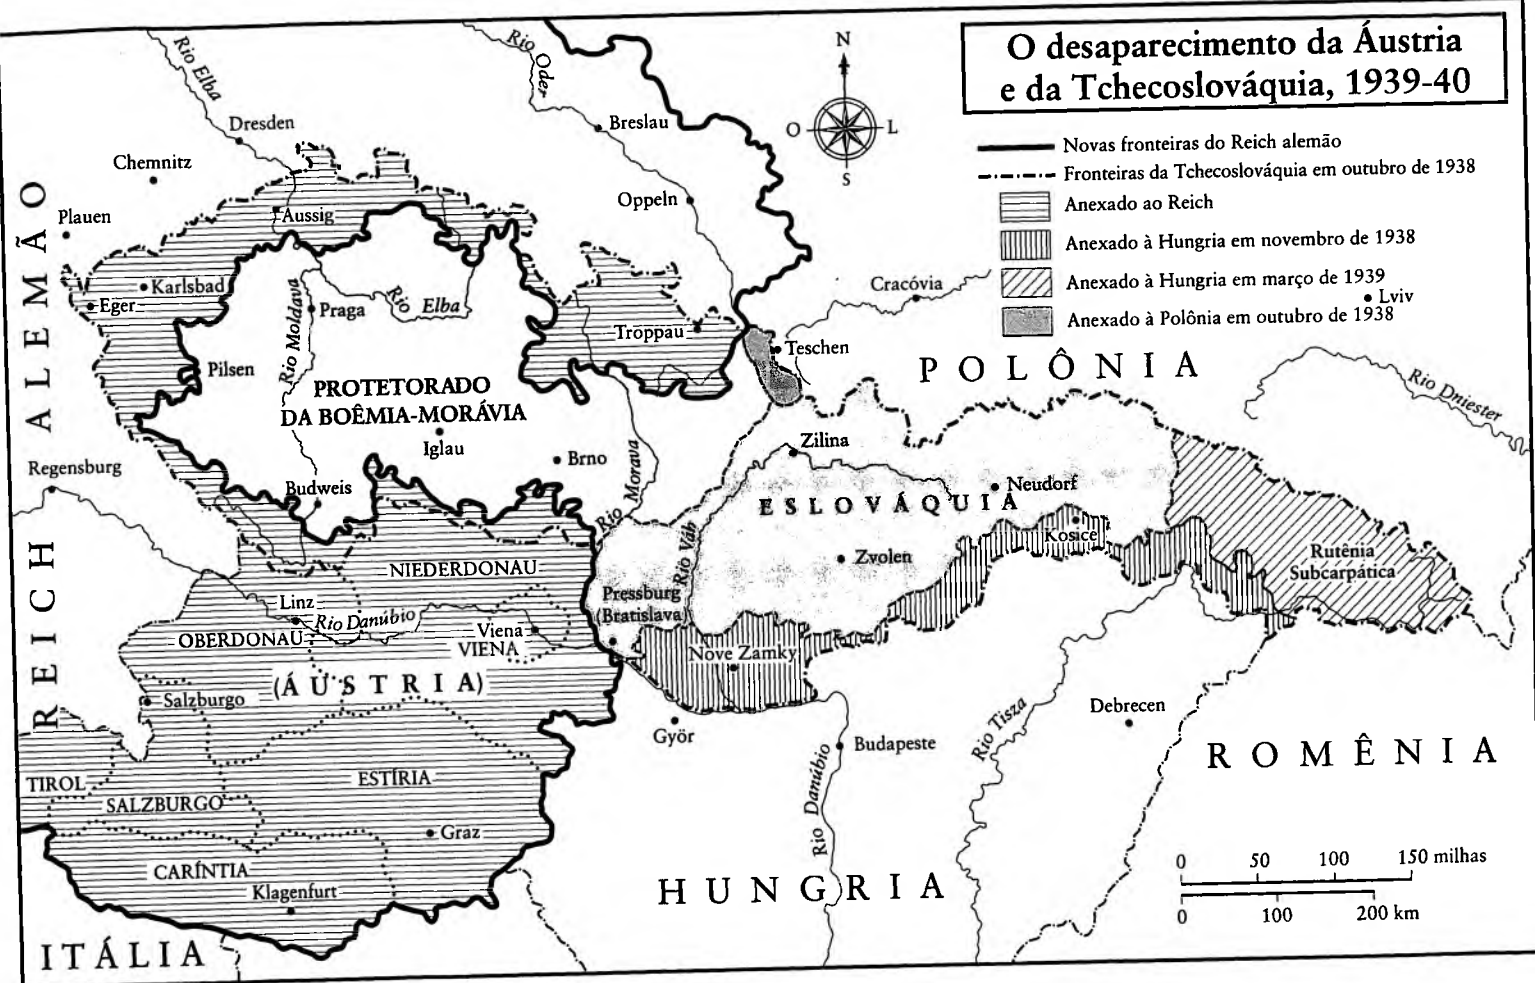 O desaparecimento da Áustria
e da Tchecoslováquia, 1939-40
Novas fronteiras do Reich alemão
Fronteiras da Tchecoslováquia em outubro de 1938
Anexado ao Reich
Anexado à Hungria em novembro de 1938
Anexado à Hungria em março de 1939
Anexado à Polônia em outubro de 1938
N
O
L
S
Rio Elba
Rio Oder
Dresden
Breslau
Chemnitz
Plauen
Aussig
Oppeln
Karlsbad
Eger
Praga
Rio Elba
Rio Moldava
Troppau
Cracóvia
Lviv
Teschen
POLÔNIA
Pilsen
PROTETORADO
DA BOÊMIA-MORÁVIA
Iglau
Brno
Rio Dniester
Zilina
Regensburg
Budweis
Rio Morava
Neudorf
ESLOVÁQUIA
Rio Váh
Kosice
Zvolen
Rutênia
Subcarpática
REICH ALEMÃO
NIEDERDONAU
Linz
Rio Danúbio
OBERDONAU
Viena
VIENA
Pressburg
(Bratislava)
Nove Zamky
(ÁUSTRIA)
Salzburgo
Györ
Budapeste
Rio Tisza
Debrecen
ROMÊNIA
TIROL
SALZBURGO
ESTÍRIA
Graz
Rio Danúbio
CARÍNTIA
Klagenfurt
HUNGRIA
ITÁLIA
0 50 100 150 milhas
0 100 200 km